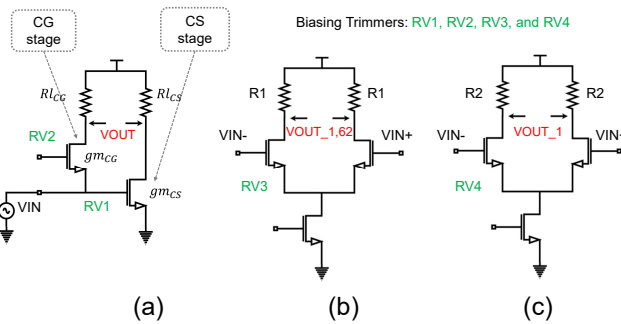 CG
stage
CS
stage
Biasing Trimmers: RV1, RV2, RV3, and RV4
Rl_CG
Rl_CS
VOUT
RV2
gm_CG
VIN
RV1
gm_CS
(a)
R1
R1
VIN-
VOUT_1,62
VIN+
RV3
(b)
R2
R2
VIN-
VOUT_1
VIN+
RV4
(c)